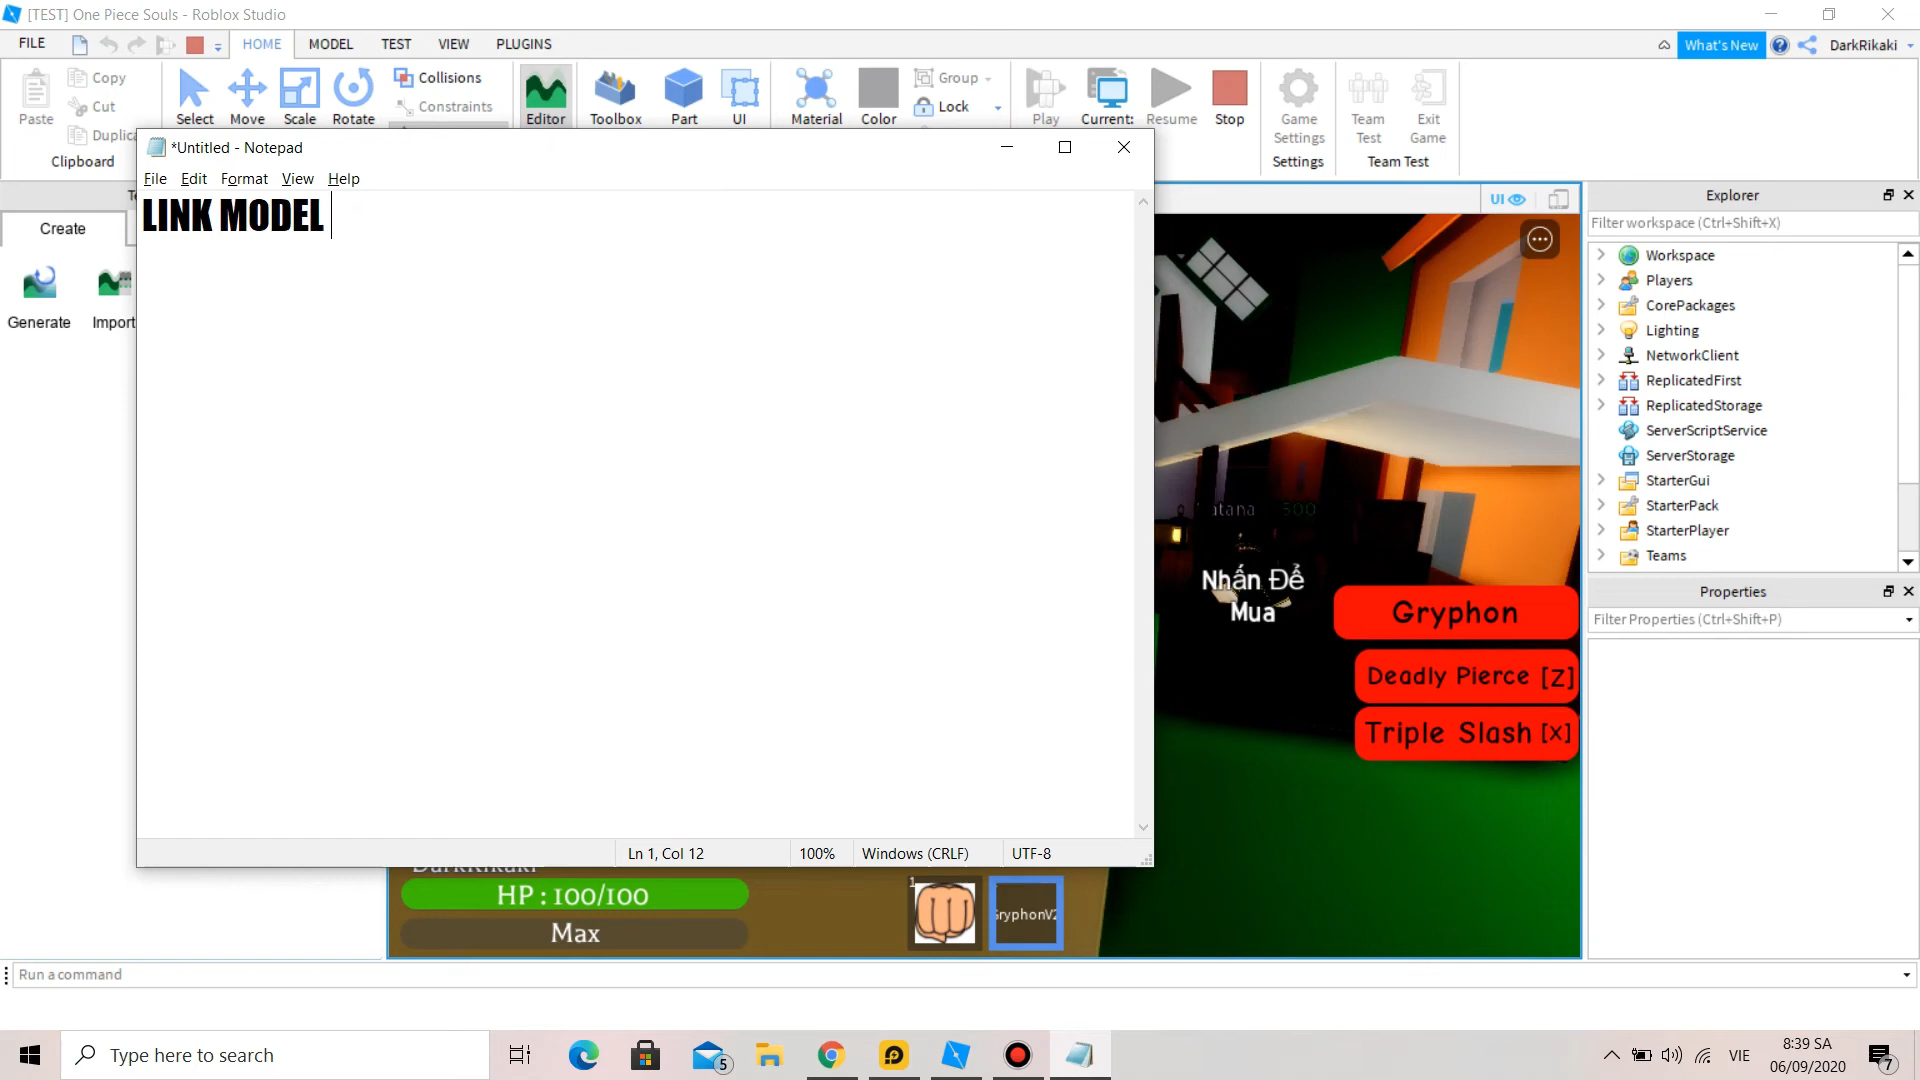 [TEST] One Piece Souls - Roblox Studio
FILE
HOME
MODEL
TEST
VIEW
PLUGINS
What's New
DarkRikaki
Paste
Copy
Cut
Clipboard
Select
Move
Scale
Rotate
Collisions
Constraints
Editor
Toolbox
Part
UI
Material
Color
Group
Lock
Play
Current:
Resume
Stop
Game
Settings
Settings
Team
Test
Exit
Game
Team Test
*Untitled - Notepad
File Edit Format View Help
LINK MODEL
Ln 1, Col 12
100%
Windows (CRLF)
UTF-8
Create
Generate
Import
UI
Nhấn Để
Mua
500
Gryphon
Deadly Pierce [Z]
Triple Slash [X]
HP : 100/100
Max
1
Explorer
Filter workspace (Ctrl+Shift+X)
Workspace
Players
CorePackages
Lighting
NetworkClient
ReplicatedFirst
ReplicatedStorage
ServerScriptService
ServerStorage
StarterGui
StarterPack
StarterPlayer
Teams
Properties
Filter Properties (Ctrl+Shift+P)
Run a command
Type here to search
5
VIE
8:39 SA
06/09/2020
7